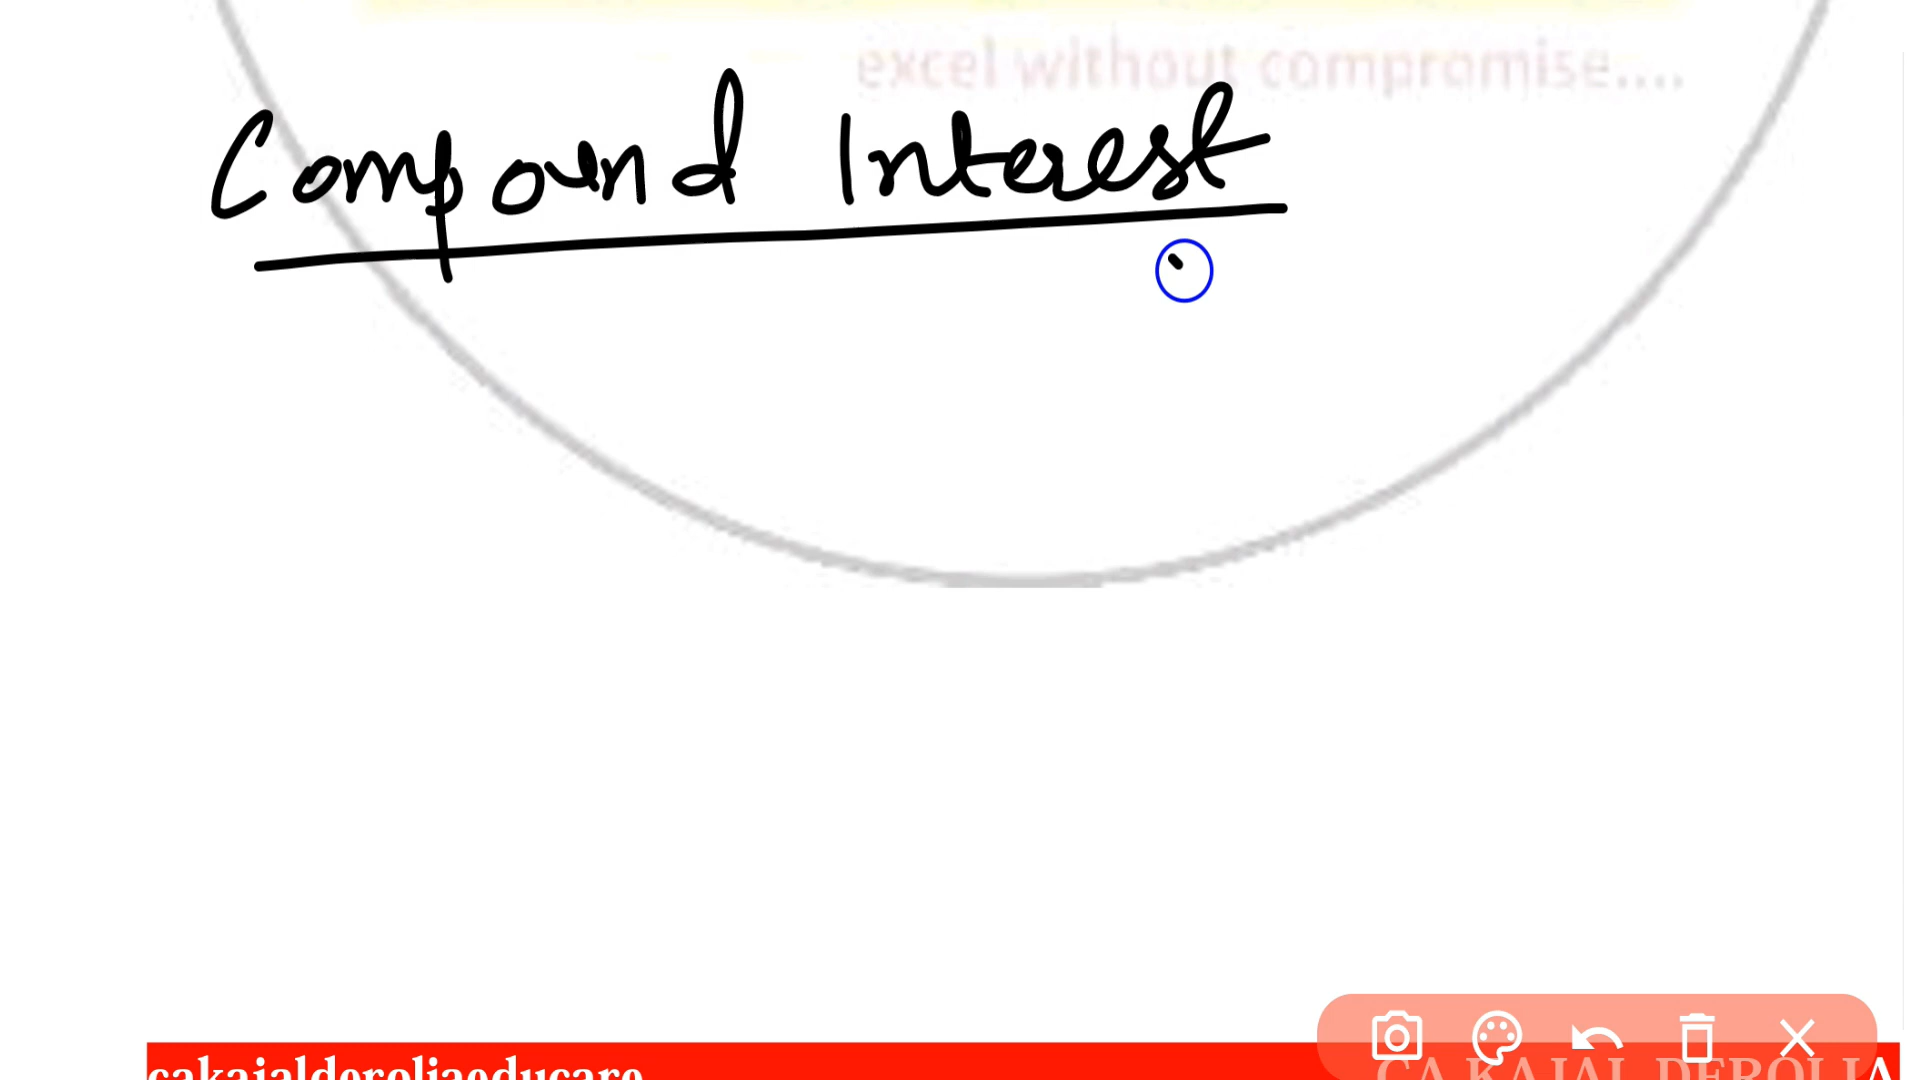 excel without compromise....
Compound Interest
cakajalderoliaeducare
CA KAJAL DEROLIA